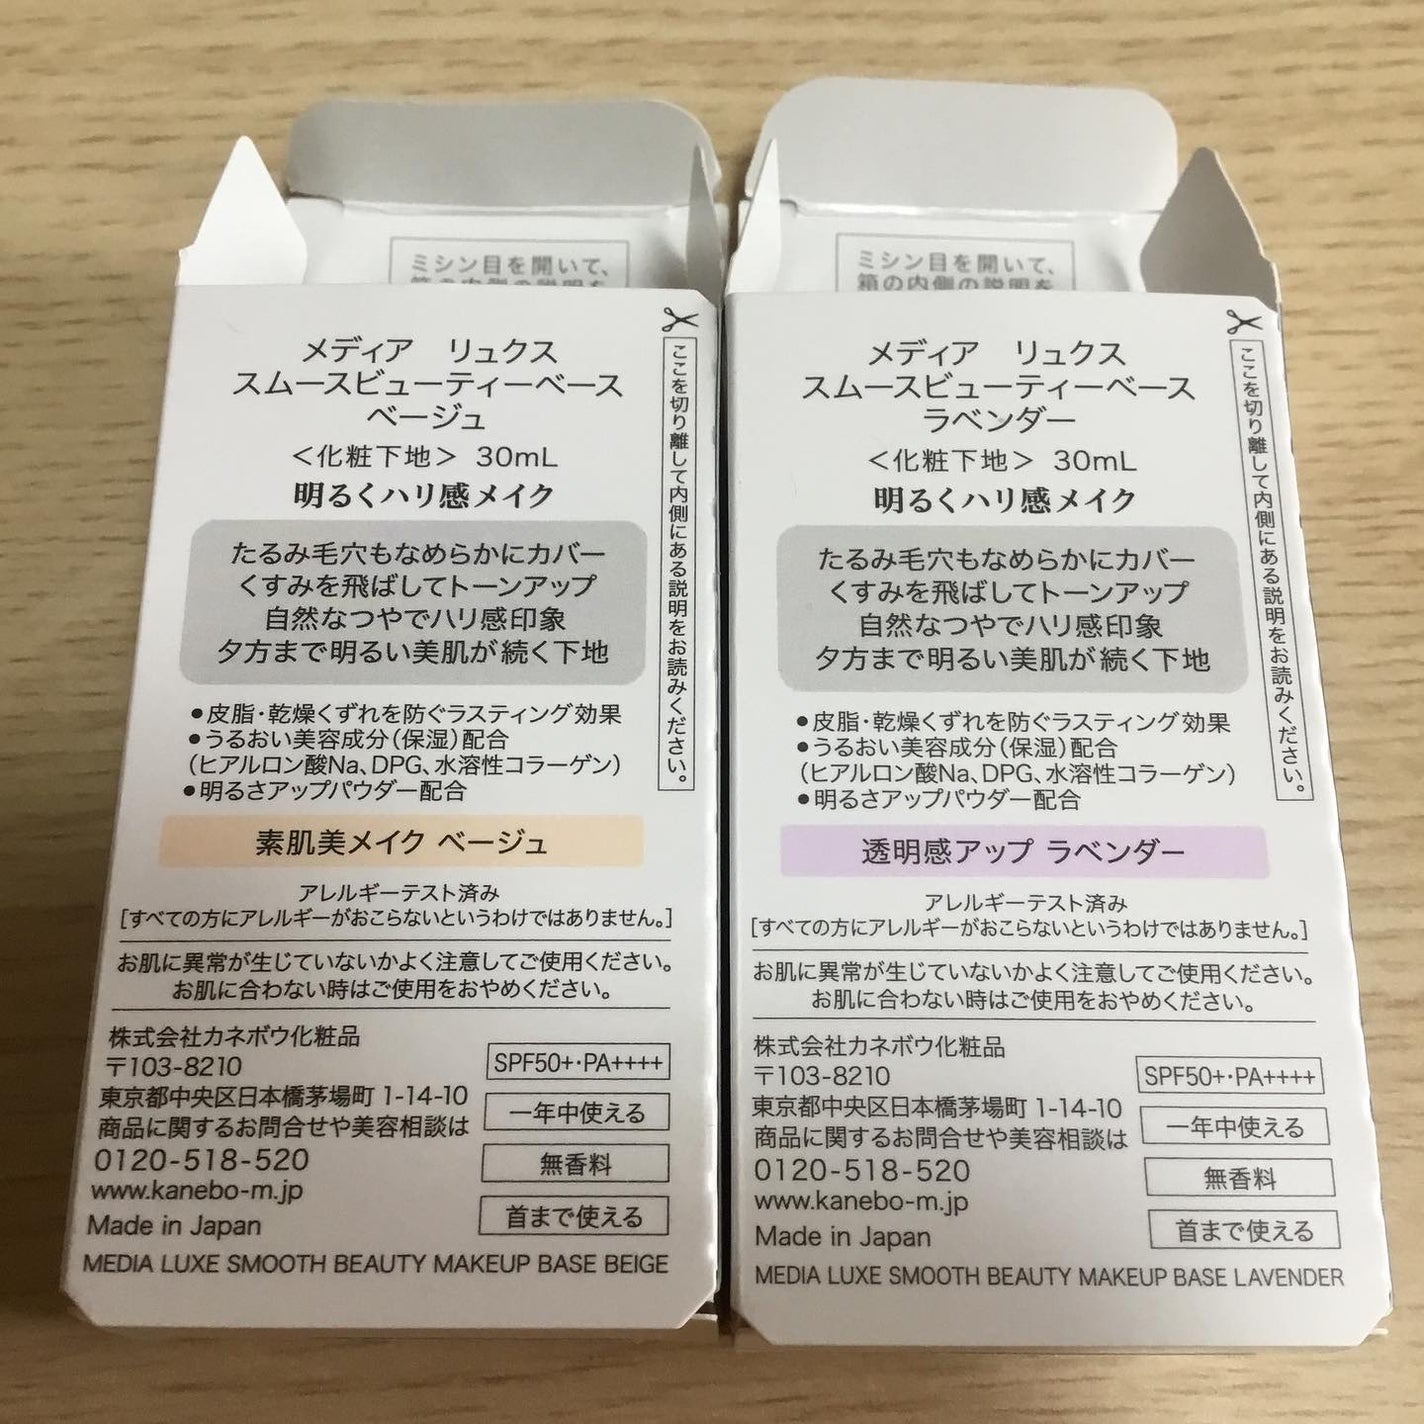 ミシン目を開いて、
箱の内側の説明を
メディア リュクス
スムースビューティーベース
ベージュ
<化粧下地> 30mL
明るくハリ感メイク
たるみ毛穴もなめらかにカバー
くすみを飛ばしてトーンアップ
自然なつやでハリ感印象
夕方まで明るい美肌が続く下地
●皮脂・乾燥くずれを防ぐラスティング効果
●うるおい美容成分(保湿)配合
(ヒアルロン酸Na、DPG、水溶性コラーゲン)
●明るさアップパウダー配合
素肌美メイク ベージュ
アレルギーテスト済み
[すべての方にアレルギーがおこらないというわけではありません。]
お肌に異常が生じていないかよく注意してご使用ください。
お肌に合わない時はご使用をおやめください。
株式会社カネボウ化粧品
〒103-8210
東京都中央区日本橋茅場町 1-14-10
商品に関するお問合せや美容相談は
0120-518-520
www.kanebo-m.jp
Made in Japan
SPF50+・PA++++
一年中使える
無香料
首まで使える
MEDIA LUXE SMOOTH BEAUTY MAKEUP BASE BEIGE
ここを切り離して内側にある説明をお読みください。
ミシン目を開いて、
箱の内側の説明を
メディア リュクス
スムースビューティーベース
ラベンダー
<化粧下地> 30mL
明るくハリ感メイク
たるみ毛穴もなめらかにカバー
くすみを飛ばしてトーンアップ
自然なつやでハリ感印象
夕方まで明るい美肌が続く下地
●皮脂・乾燥くずれを防ぐラスティング効果
●うるおい美容成分(保湿)配合
(ヒアルロン酸Na、DPG、水溶性コラーゲン)
●明るさアップパウダー配合
透明感アップ ラベンダー
アレルギーテスト済み
[すべての方にアレルギーがおこらないというわけではありません。]
お肌に異常が生じていないかよく注意してご使用ください。
お肌に合わない時はご使用をおやめください。
株式会社カネボウ化粧品
〒103-8210
東京都中央区日本橋茅場町 1-14-10
商品に関するお問合せや美容相談は
0120-518-520
www.kanebo-m.jp
Made in Japan
SPF50+・PA++++
一年中使える
無香料
首まで使える
MEDIA LUXE SMOOTH BEAUTY MAKEUP BASE LAVENDER
ここを切り離して内側にある説明をお読みください。